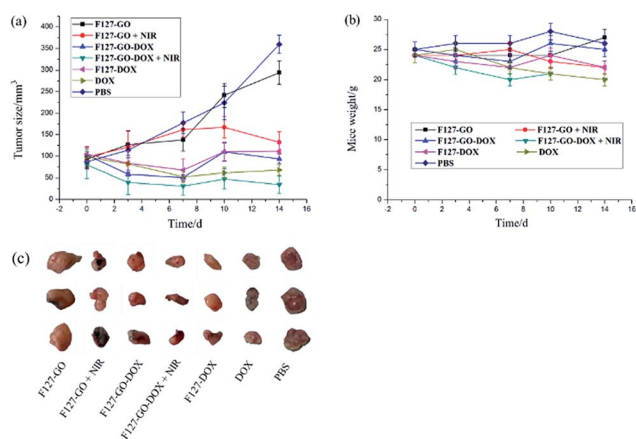 (a)
F127-GO
F127-GO + NIR
F127-GO-DOX
F127-GO-DOX + NIR
F127-DOX
DOX
PBS
Tumor size/mm³
400
350
300
250
200
150
100
50
0
-2 0 2 4 6 8 10 12 14 16
Time/d
(b)
Mice weight/g
40
35
30
25
20
15
10
5
0
F127-GO F127-GO + NIR
F127-GO-DOX F127-GO-DOX + NIR
F127-DOX DOX
PBS
-2 0 2 4 6 8 10 12 14 16
Time/d
(c)
F127-GO
F127-GO + NIR
F127-GO-DOX
F127-GO-DOX + NIR
F127-DOX
DOX
PBS